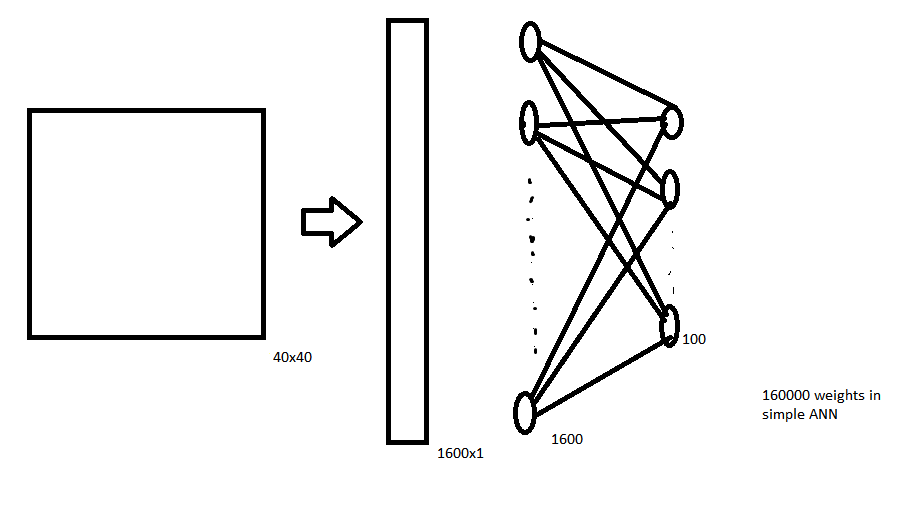 40x40
1600x1
1600
100
160000 weights in
simple ANN